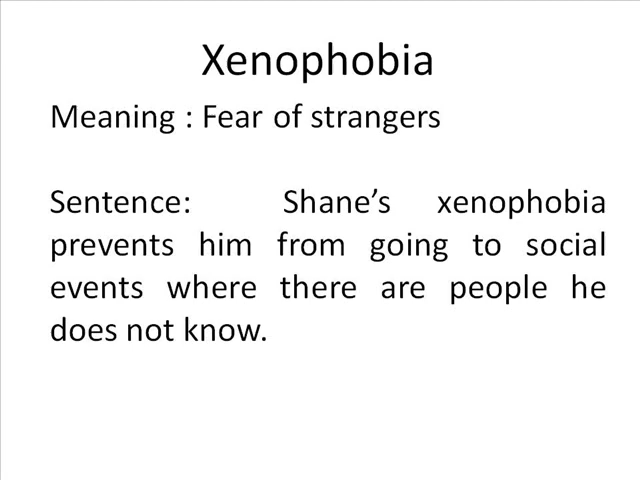 Xenophobia
Meaning : Fear of strangers
Sentence: Shane’s xenophobia
prevents him from going to social
events where there are people he
does not know.